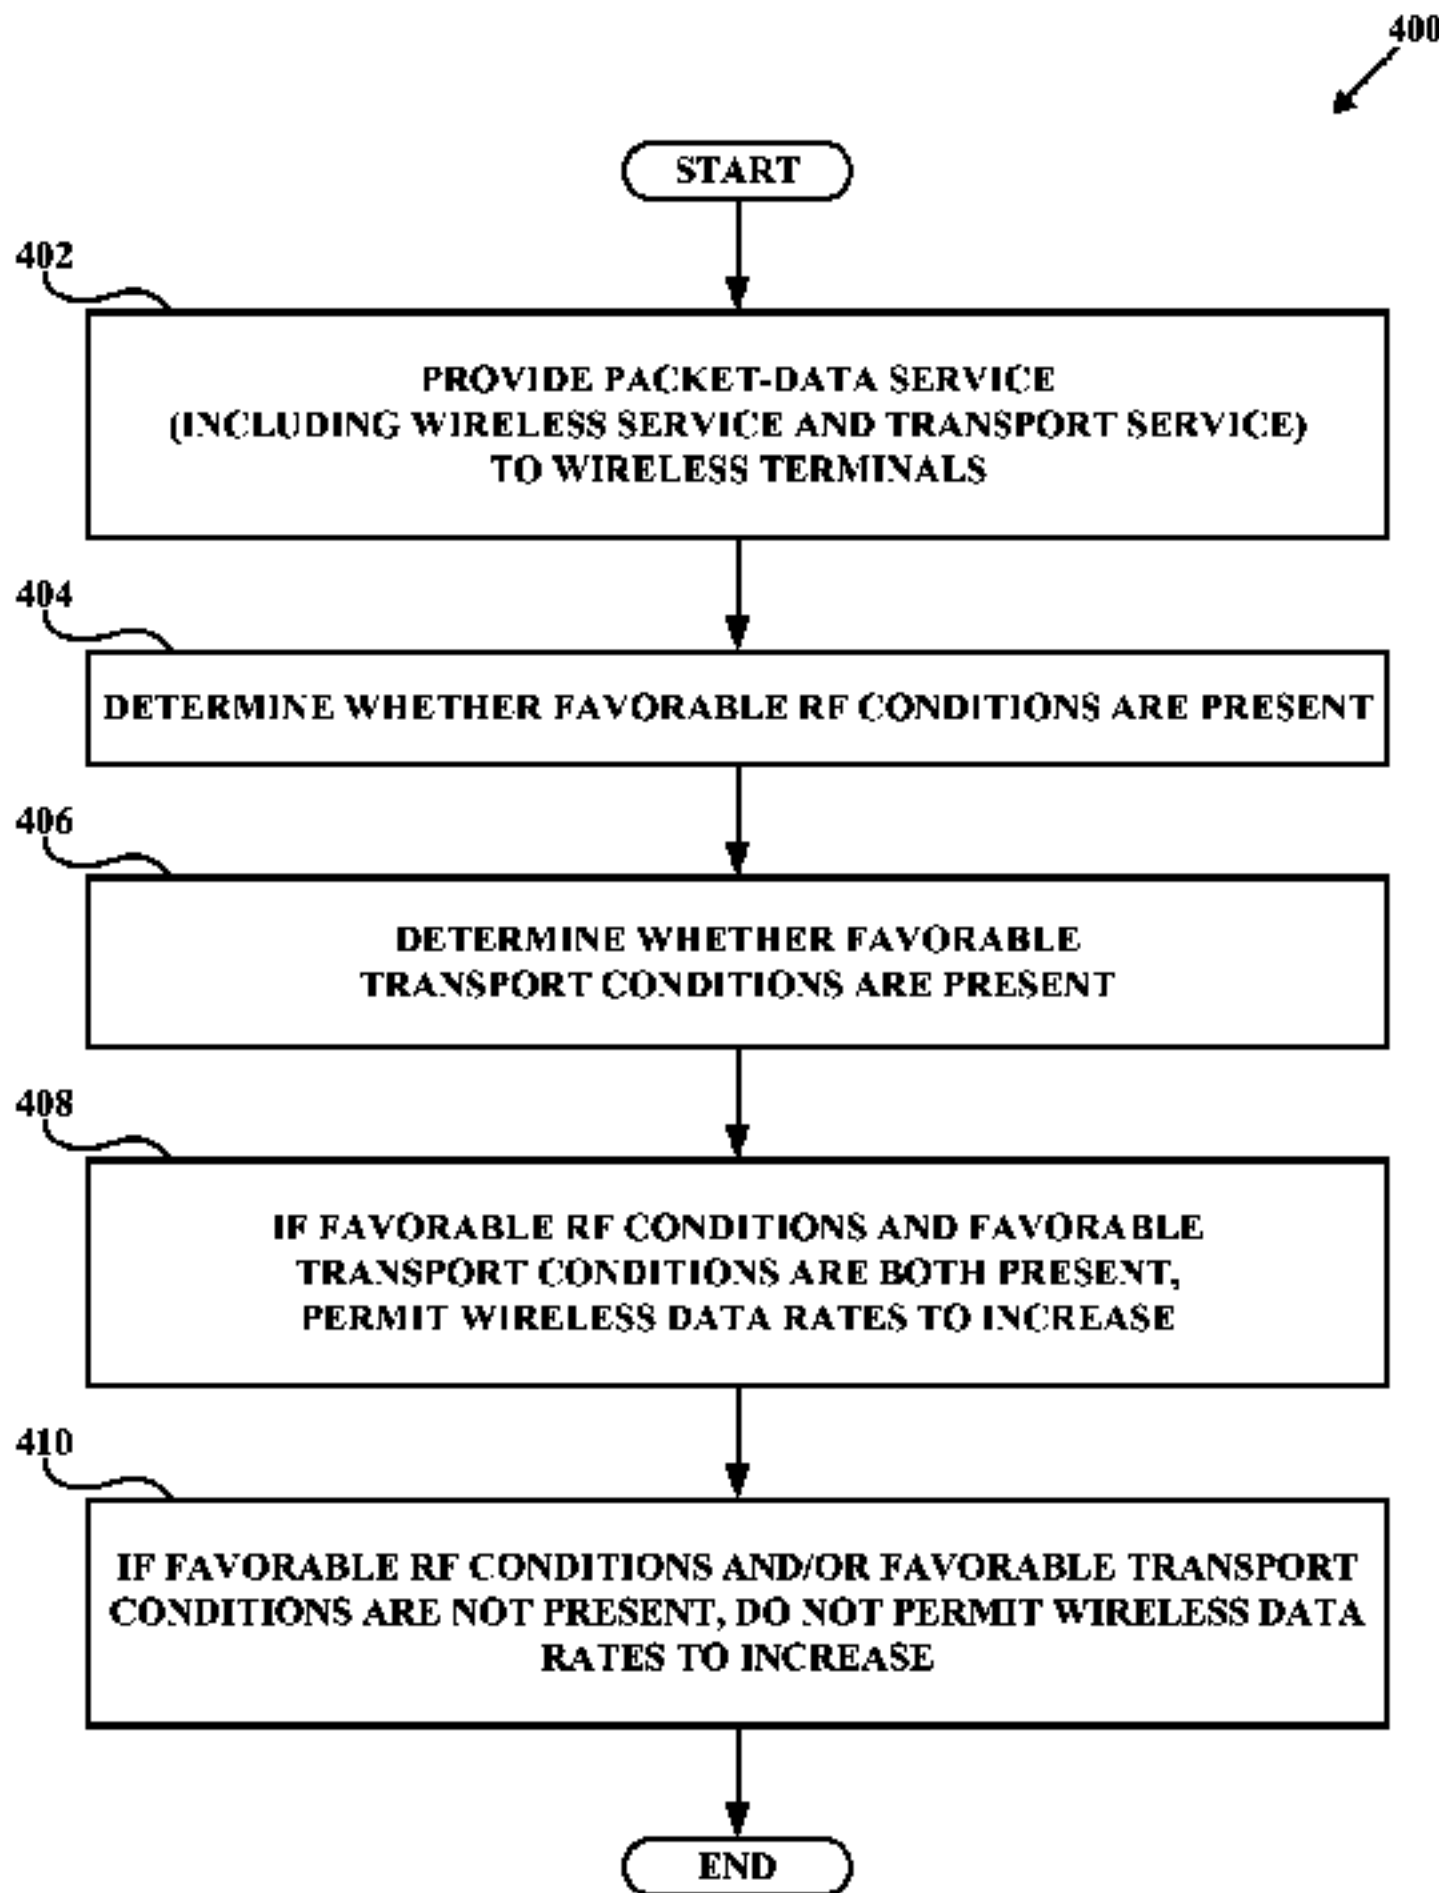 400
START
402
PROVIDE PACKET-DATA SERVICE
(INCLUDING WIRELESS SERVICE AND TRANSPORT SERVICE)
TO WIRELESS TERMINALS
404
DETERMINE WHETHER FAVORABLE RF CONDITIONS ARE PRESENT
406
DETERMINE WHETHER FAVORABLE
TRANSPORT CONDITIONS ARE PRESENT
408
IF FAVORABLE RF CONDITIONS AND FAVORABLE
TRANSPORT CONDITIONS ARE BOTH PRESENT,
PERMIT WIRELESS DATA RATES TO INCREASE
410
IF FAVORABLE RF CONDITIONS AND/OR FAVORABLE TRANSPORT
CONDITIONS ARE NOT PRESENT, DO NOT PERMIT WIRELESS DATA
RATES TO INCREASE
END